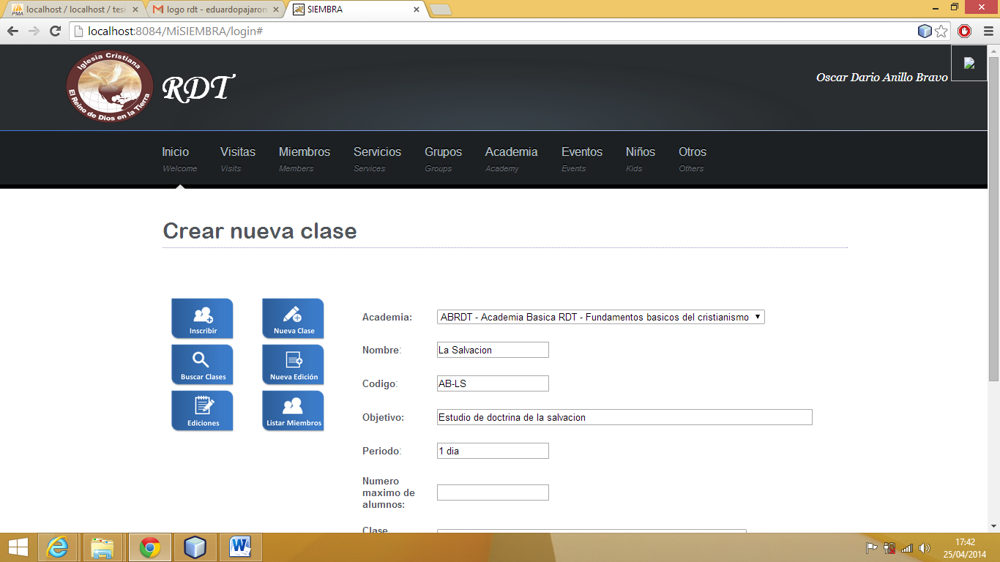 localhost / localhost / tesi
logo rdt - eduardopajaron
SIEMBRA
localhost:8084/MiSIEMBRA/login#
Iglesia Cristiana
El Reino de Dios en la Tierra
RDT
Oscar Dario Anillo Bravo
Inicio Visitas Miembros Servicios Grupos Academia Eventos Niños Otros
Welcome Visits Members Services Groups Academy Events Kids Others
Crear nueva clase
Inscribir Nueva Clase
Buscar Clases Nueva Edición
Ediciones Listar Miembros
Academia: ABRDT - Academia Basica RDT - Fundamentos basicos del cristianismo
Nombre: La Salvacion
Codigo: AB-LS
Objetivo: Estudio de doctrina de la salvacion
Periodo: 1 dia
Numero
maximo de
alumnos:
Clase
17:42
25/04/2014